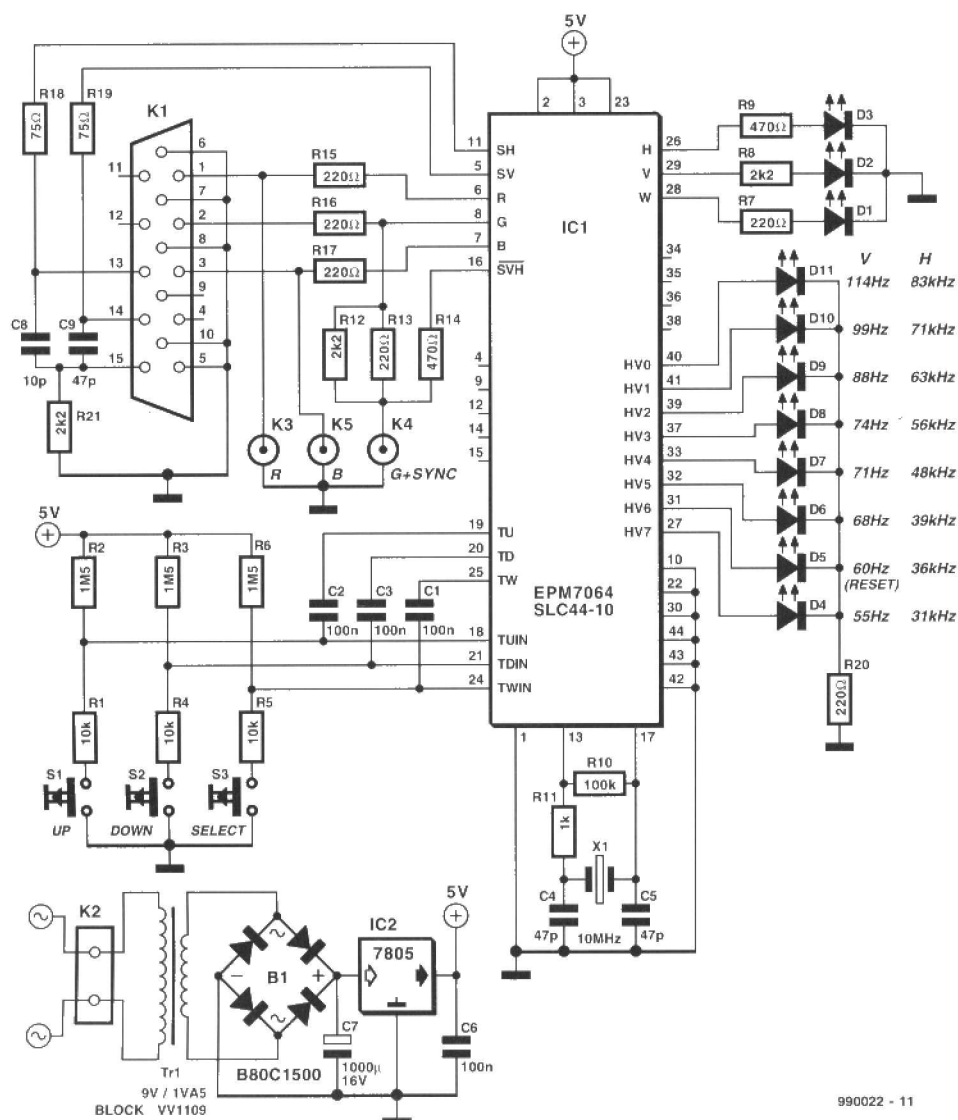 5V
R18
75Ω
R19
75Ω
K1
6
1
11
7
2
12
8
3
13
9
4
14
10
5
15
C8
10p
C9
47p
R21
2k2
R15
220Ω
R16
220Ω
R17
220Ω
R12
2k2
R13
220Ω
R14
470Ω
K3
R
K5
B
K4
G+SYNC
2
3
23
11 SH
5 SV
6 R
8 G
7 B
16 SVH
4
9
12
14
15
19 TU
20 TD
25 TW
18 TUIN
21 TDIN
24 TWIN
IC1
EPM7064
SLC44-10
H 26
V 29
W 28
34
35
36
38
HV0 40
HV1 41
HV2 39
HV3 37
HV4 33
HV5 32
HV6 31
HV7 27
10
22
30
44
43
42
1
13
17
R9
470Ω
D3
R8
2k2
D2
R7
220Ω
D1
V H
D11 114Hz 83kHz
D10 99Hz 71kHz
D9 88Hz 63kHz
D8 74Hz 56kHz
D7 71Hz 48kHz
D6 68Hz 39kHz
D5 60Hz 36kHz
(RESET)
D4 55Hz 31kHz
R20
220Ω
5V
R2
1M5
R3
1M5
R6
1M5
C2
100n
C3
100n
C1
100n
R1
10k
R4
10k
R5
10k
S1
UP
S2
DOWN
S3
SELECT
R10
100k
R11
1k
X1
10MHz
C4
47p
C5
47p
K2
Tr1
9V / 1VA5
BLOCK VV1109
B1
B80C1500
IC2
7805
5V
C7
1000µ
16V
C6
100n
990022 - 11